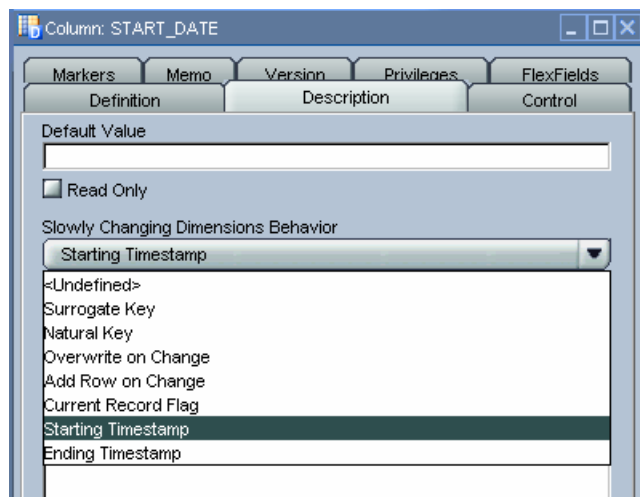 Column: START_DATE
Markers Memo Version Privileges FlexFields
Definition Description Control
Default Value
Read Only
Slowly Changing Dimensions Behavior
Starting Timestamp
<Undefined>
Surrogate Key
Natural Key
Overwrite on Change
Add Row on Change
Current Record Flag
Starting Timestamp
Ending Timestamp